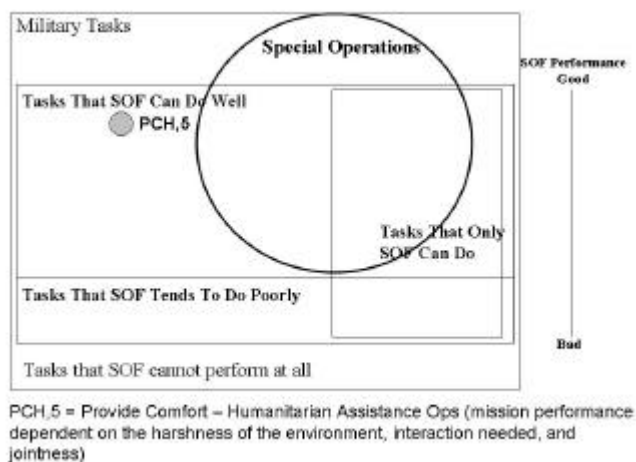 Military Tasks
Special Operations
SOF Performance
Good
Tasks That SOF Can Do Well
PCH,5
Tasks That Only
SOF Can Do
Tasks That SOF Tends To Do Poorly
Bad
Tasks that SOF cannot perform at all
PCH,5 = Provide Comfort – Humanitarian Assistance Ops (mission performance
dependent on the harshness of the environment, interaction needed, and
jointness)